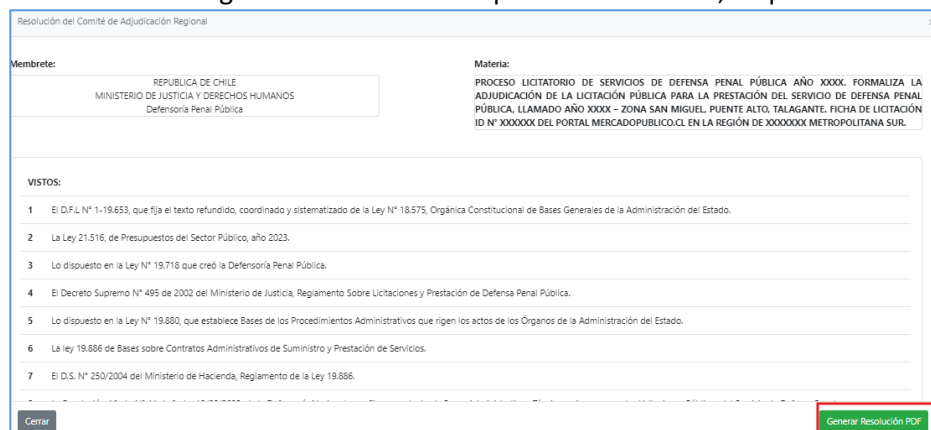 Resolución del Comité de Adjudicación Regional
Membrete:
REPUBLICA DE CHILE
MINISTERIO DE JUSTICIA Y DERECHOS HUMANOS
Defensoría Penal Pública
Materia:
PROCESO LICITATORIO DE SERVICIOS DE DEFENSA PENAL PÚBLICA AÑO XXXX. FORMALIZA LA
ADJUDICACIÓN DE LA LICITACIÓN PÚBLICA PARA LA PRESTACIÓN DEL SERVICIO DE DEFENSA PENAL
PÚBLICA, LLAMADO AÑO XXXX – ZONA SAN MIGUEL, PUENTE ALTO, TALAGANTE. FICHA DE LICITACIÓN
ID N° XXXXXX DEL PORTAL MERCADOPUBLICO.CL EN LA REGIÓN DE XXXXXXX METROPOLITANA SUR.
VISTOS:
1 El D.F.L N° 1-19.653, que fija el texto refundido, coordinado y sistematizado de la Ley N° 18.575, Orgánica Constitucional de Bases Generales de la Administración del Estado.
2 La Ley 21.516, de Presupuestos del Sector Público, año 2023.
3 Lo dispuesto en la Ley N° 19.718 que creó la Defensoría Penal Pública.
4 El Decreto Supremo N° 495 de 2002 del Ministerio de Justicia, Reglamento Sobre Licitaciones y Prestación de Defensa Penal Pública.
5 Lo dispuesto en la Ley N° 19.880, que establece Bases de los Procedimientos Administrativos que rigen los actos de los Órganos de la Administración del Estado.
6 La ley 19.886 de Bases sobre Contratos Administrativos de Suministro y Prestación de Servicios.
7 El D.S. N° 250/2004 del Ministerio de Hacienda, Reglamento de la Ley 19.886.
Cerrar
Generar Resolución PDF